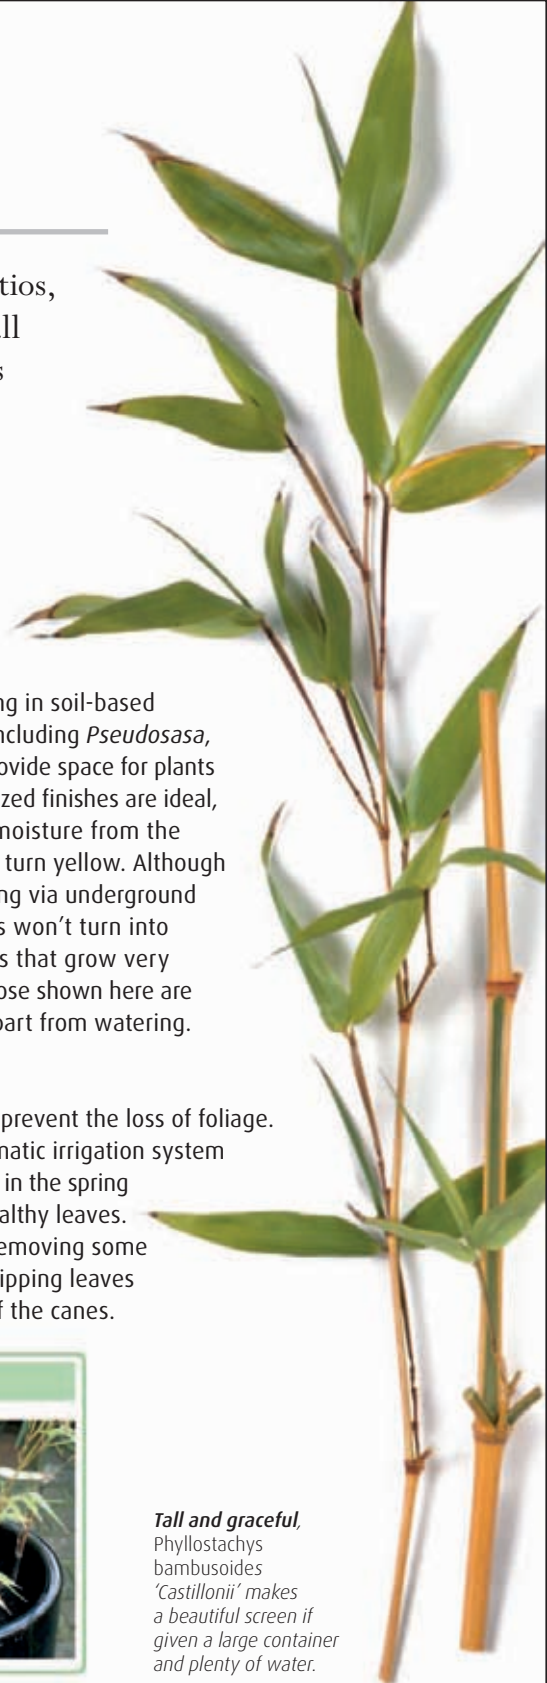 tios,
all
s
ng in soil-based
ncluding Pseudosasa,
ovide space for plants
zed finishes are ideal,
moisture from the
turn yellow. Although
ng via underground
s won’t turn into
s that grow very
ose shown here are
part from watering.
prevent the loss of foliage.
matic irrigation system
in the spring
althy leaves.
emoving some
ipping leaves
f the canes.
Tall and graceful,
Phyllostachys
bambusoides
‘Castillonii’ makes
a beautiful screen if
given a large container
and plenty of water.